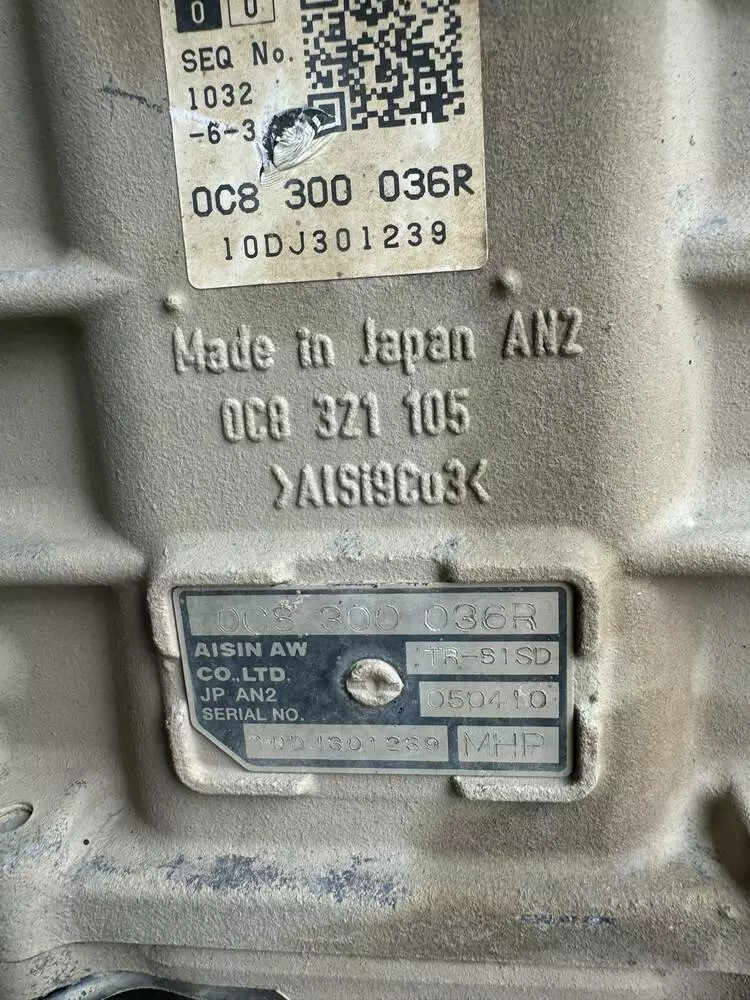 0 0
SEQ No.
1032
-6-3
0C8 300 036R
10DJ301239
Made in Japan AN2
0C8 321 105
>AlSi9Cu3<
0C8 300 036R
AISIN AW
CO.,LTD.
TR-81SD
JP AN2
050410
SERIAL NO.
10DJ301239
MHP